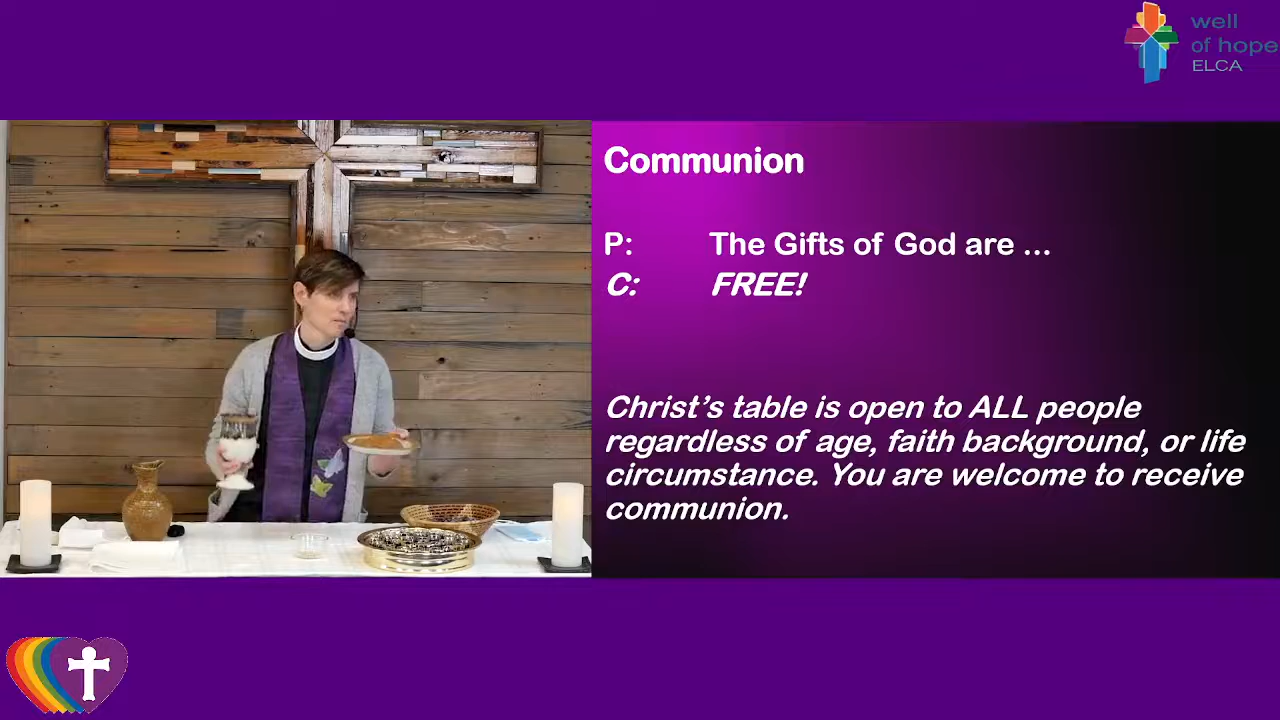 well
of hope
ELCA
Communion
P: The Gifts of God are ...
C: FREE!
Christ's table is open to ALL people
regardless of age, faith background, or life
circumstance. You are welcome to receive
communion.